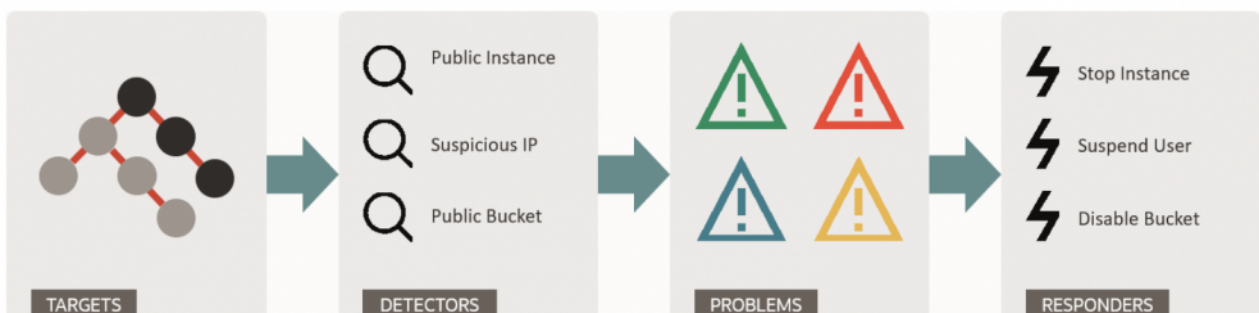 TARGETS
Public Instance
Suspicious IP
Public Bucket
DETECTORS
PROBLEMS
Stop Instance
Suspend User
Disable Bucket
RESPONDERS